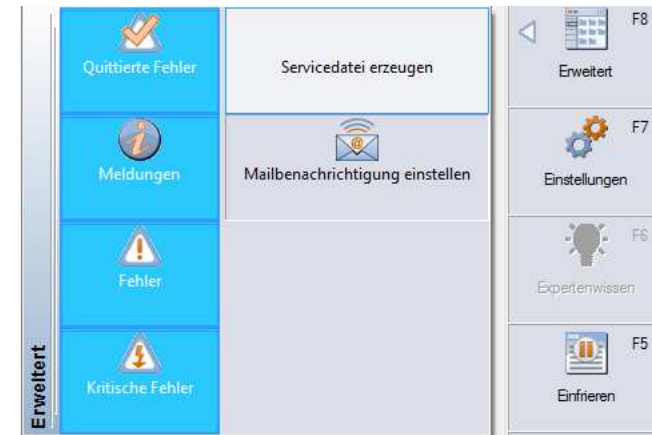 Quittierte Fehler
Servicedatei erzeugen
F8
Erweitert
Meldungen
Mailbenachrichtigung einstellen
F7
Einstellungen
Fehler
F6
Expertenwissen
Kritische Fehler
F5
Einfrieren
Erweitert